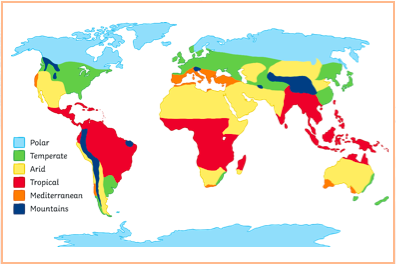 Polar
Temperate
Arid
Tropical
Mediterranean
Mountains